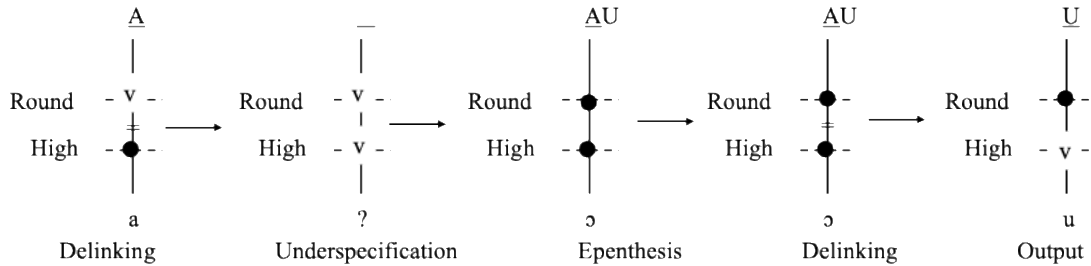 A _ AU AU U
v v
Round Round Round Round Round
High High High High High
v v
a ? ɔ ɔ u
Delinking Underspecification Epenthesis Delinking Output